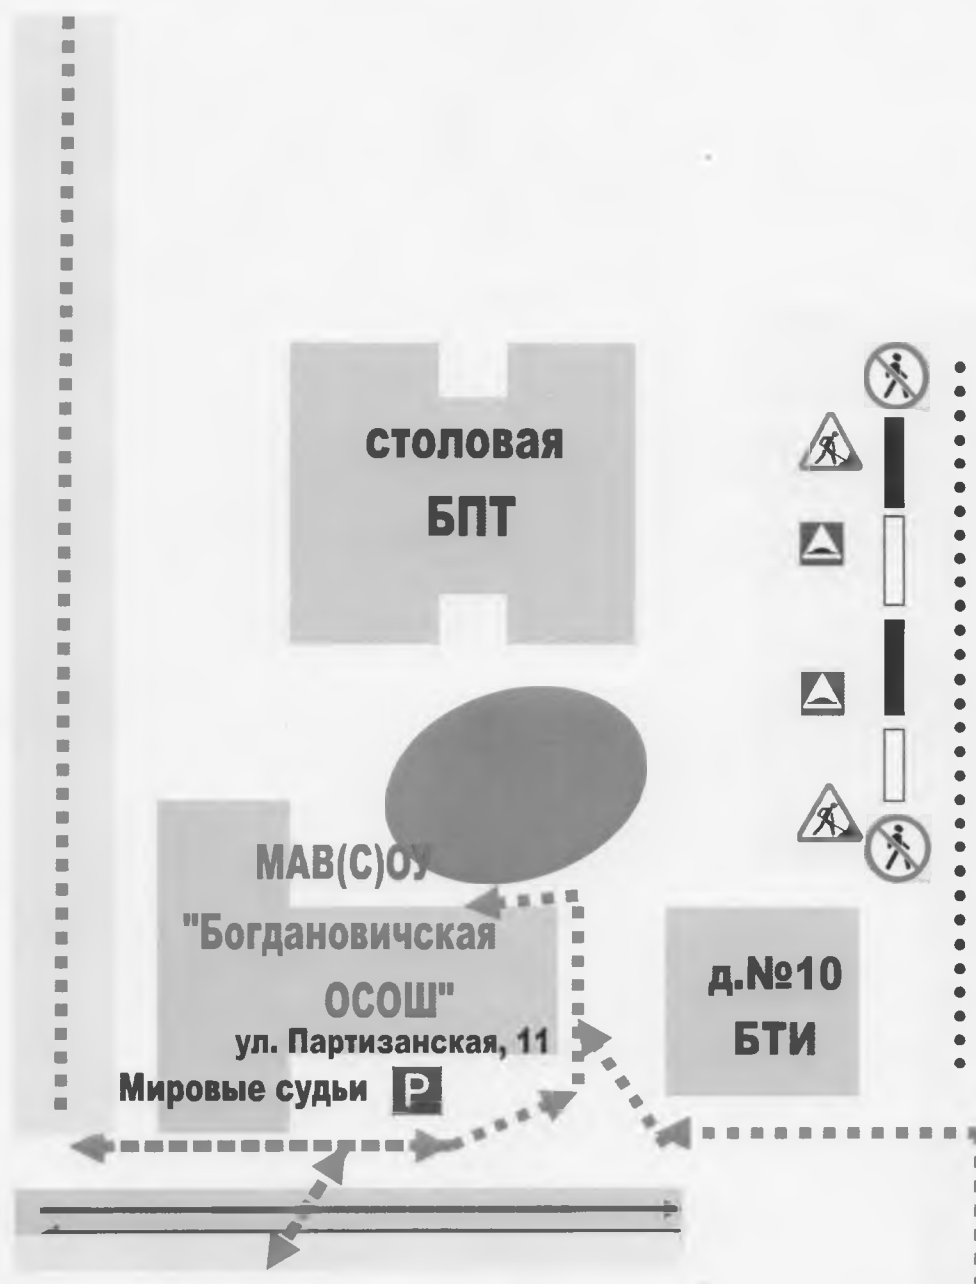 столовая
БПТ
МАВ(С)ОУ
"Богдановичская
ОСОШ"
ул. Партизанская, 11
Мировые судьи P
д.№10
БТИ